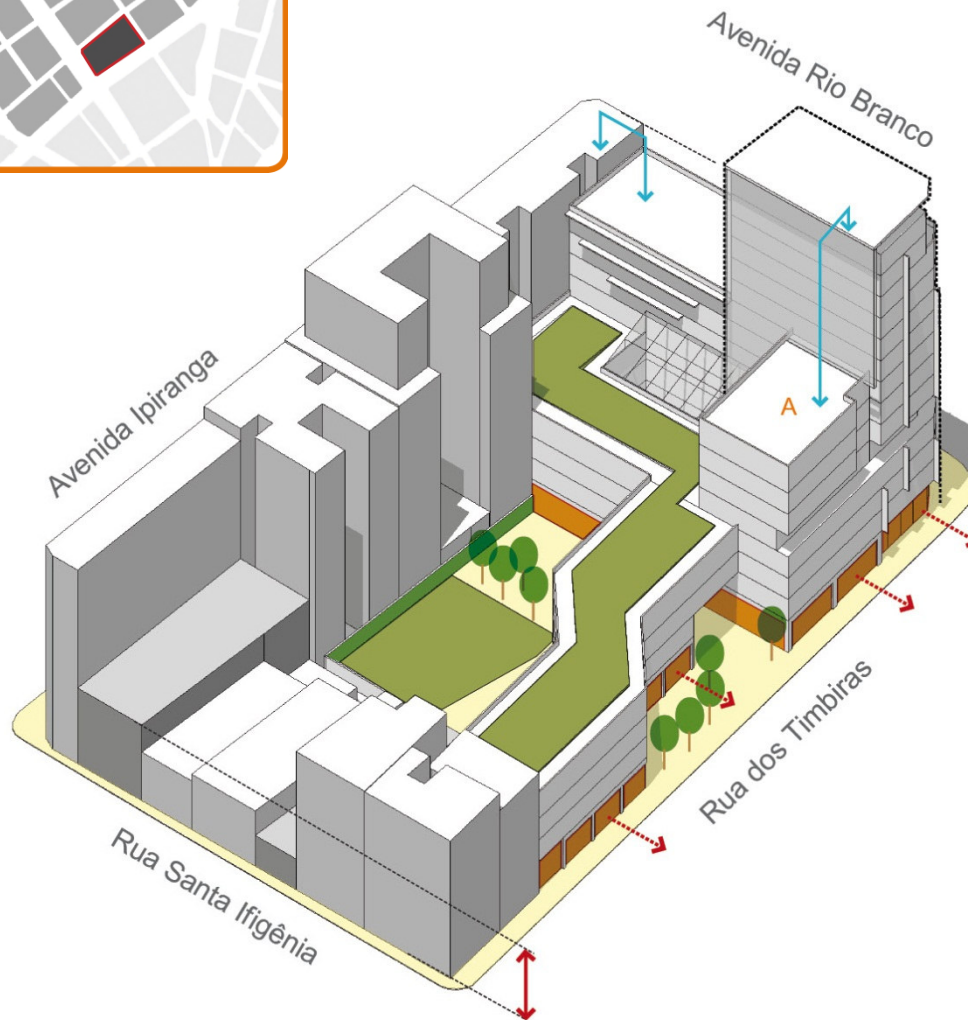 Avenida Rio Branco
Avenida Ipiranga
A
Rua dos Timbiras
Rua Santa Ifigênia